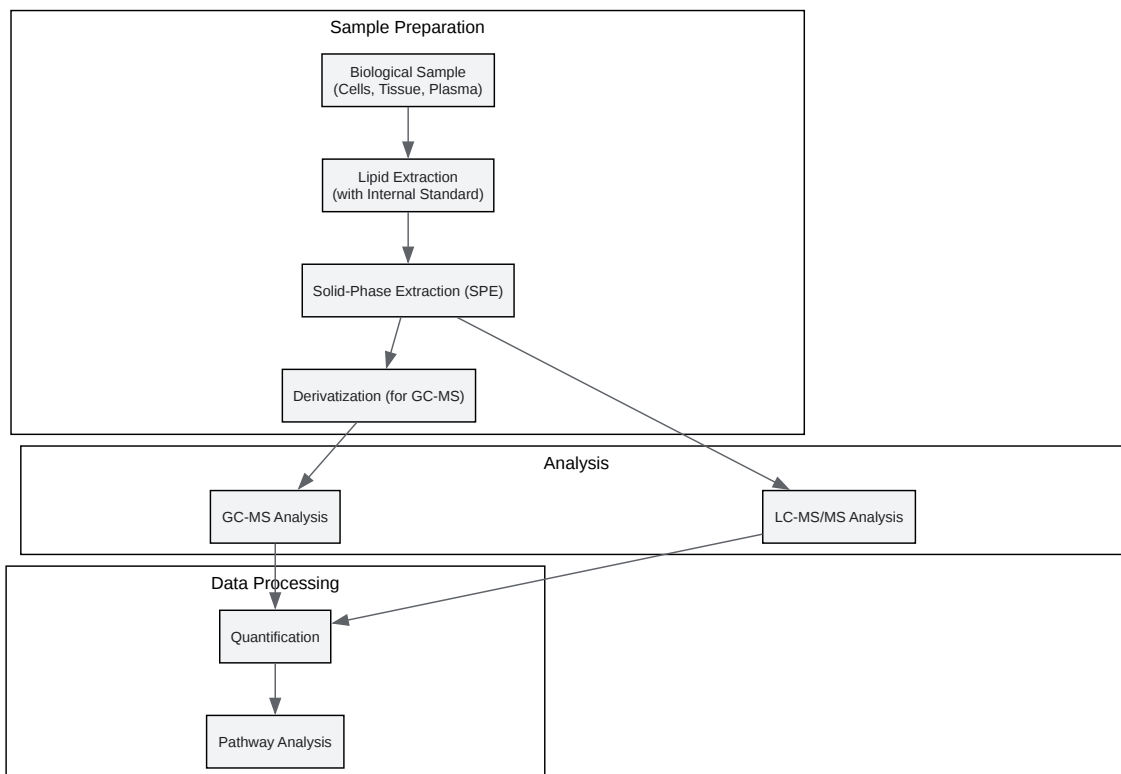 Sample Preparation
Biological Sample
(Cells, Tissue, Plasma)
Lipid Extraction
(with Internal Standard)
Solid-Phase Extraction (SPE)
Derivatization (for GC-MS)
Analysis
GC-MS Analysis
LC-MS/MS Analysis
Data Processing
Quantification
Pathway Analysis